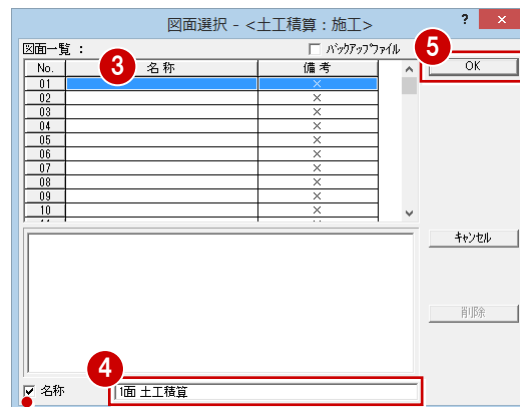 図面選択 - <土工積算：施工>
? ×
図面一覧 ： バックアップファイル
5
OK
No. 名称 備考
3
01 ×
02 ×
03 ×
04 ×
05 ×
06 ×
07 ×
08 ×
09 ×
10 ×
キャンセル
削除
4
名称 1面 土工積算